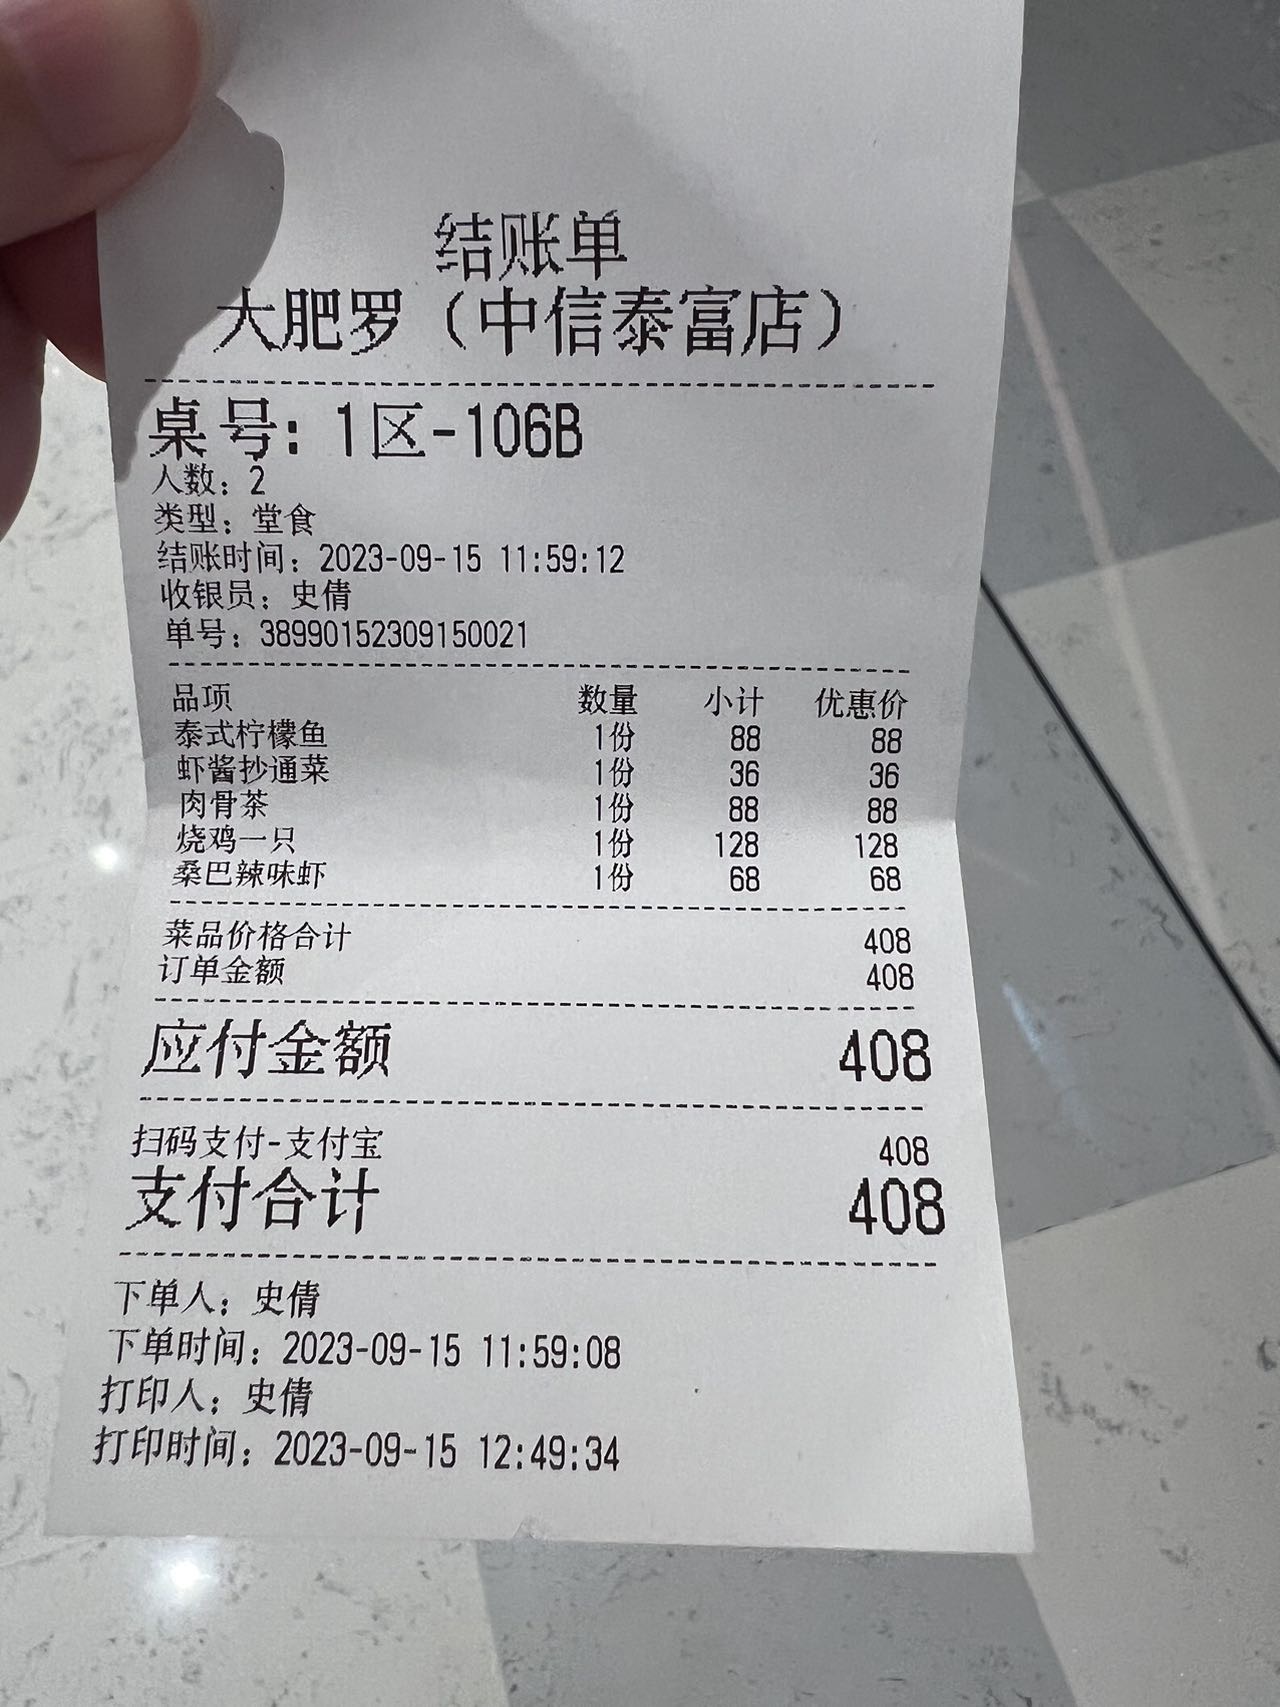 结账单
大肥罗（中信泰富店）
桌号：1区-106B
人数：2
类型：堂食
结账时间：2023-09-15 11:59:12
收银员：史倩
单号：38990152309150021
品项 数量 小计 优惠价
泰式柠檬鱼 1份 88 88
虾酱抄通菜 1份 36 36
肉骨茶 1份 88 88
烧鸡一只 1份 128 128
桑巴辣味虾 1份 68 68
菜品价格合计 408
订单金额 408
应付金额 408
扫码支付-支付宝 408
支付合计 408
下单人：史倩
下单时间：2023-09-15 11:59:08
打印人：史倩
打印时间：2023-09-15 12:49:34